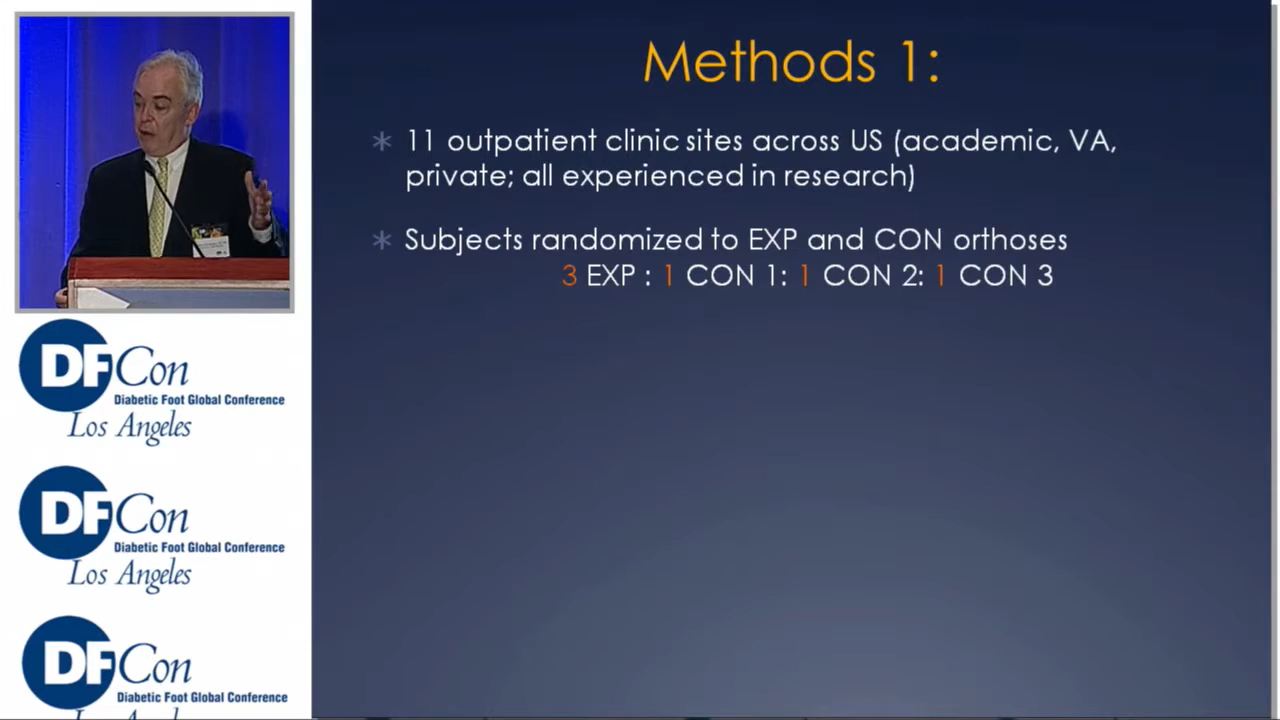 Methods 1:
* 11 outpatient clinic sites across US (academic, VA,
private; all experienced in research)
* Subjects randomized to EXP and CON orthoses
3 EXP : 1 CON 1: 1 CON 2: 1 CON 3
DFCon
Diabetic Foot Global Conference
Los Angeles
DFCon
Diabetic Foot Global Conference
Los Angeles
DFCon
Diabetic Foot Global Conference